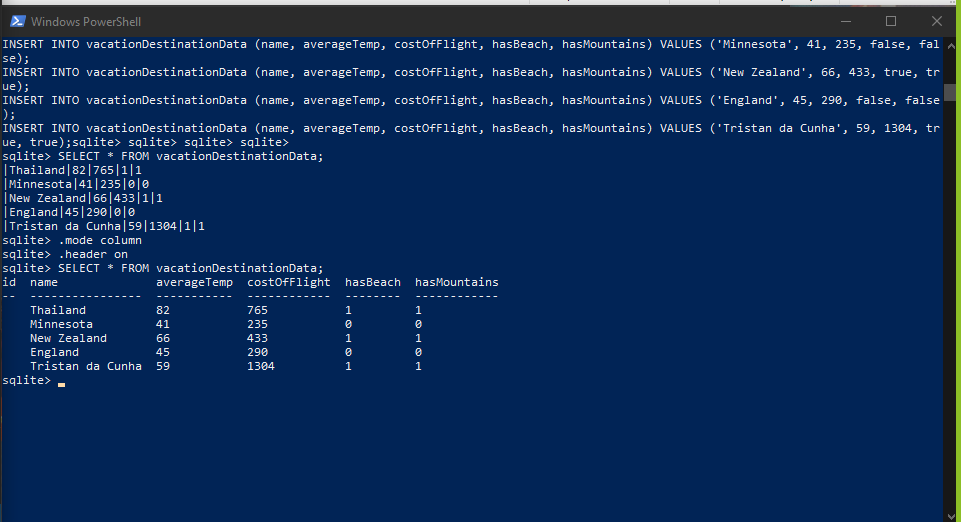 Windows PowerShell
INSERT INTO vacationDestinationData (name, averageTemp, costOfFlight, hasBeach, hasMountains) VALUES ('Minnesota', 41, 235, false, fal
se);
INSERT INTO vacationDestinationData (name, averageTemp, costOfFlight, hasBeach, hasMountains) VALUES ('New Zealand', 66, 433, true, tr
ue);
INSERT INTO vacationDestinationData (name, averageTemp, costOfFlight, hasBeach, hasMountains) VALUES ('England', 45, 290, false, false
);
INSERT INTO vacationDestinationData (name, averageTemp, costOfFlight, hasBeach, hasMountains) VALUES ('Tristan da Cunha', 59, 1304, tr
ue, true);sqlite> sqlite> sqlite> sqlite>
sqlite> SELECT * FROM vacationDestinationData;
|Thailand|82|765|1|1
|Minnesota|41|235|0|0
|New Zealand|66|433|1|1
|England|45|290|0|0
|Tristan da Cunha|59|1304|1|1
sqlite> .mode column
sqlite> .header on
sqlite> SELECT * FROM vacationDestinationData;
id  name              averageTemp  costOfFlight  hasBeach  hasMountains
--  ----------------  -----------  ------------  --------  ------------
    Thailand          82           765           1         1
    Minnesota         41           235           0         0
    New Zealand       66           433           1         1
    England           45           290           0         0
    Tristan da Cunha  59           1304          1         1
sqlite>